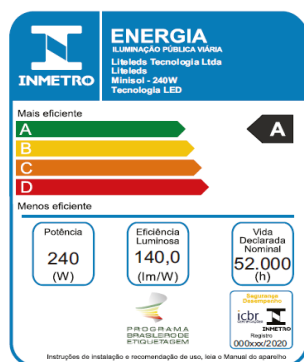 INMETRO
ENERGIA
ILUMINAÇÃO PÚBLICA VIÁRIA
Liteleds Tecnologia Ltda
Liteleds
Minisol - 240W
Tecnologia LED
Mais eficiente
A
A
B
C
D
Menos eficiente
Potência
240
(W)
Eficiência
Luminosa
140,0
(lm/W)
Vida
Declarada
Nominal
52.000
(h)
PROGRAMA
BRASILEIRO DE
ETIQUETAGEM
Segurança
Desempenho
icbr
INMETRO
Registro
000xxx/2020
Instruções de instalação e recomendação de uso, leia o Manual do aparelho